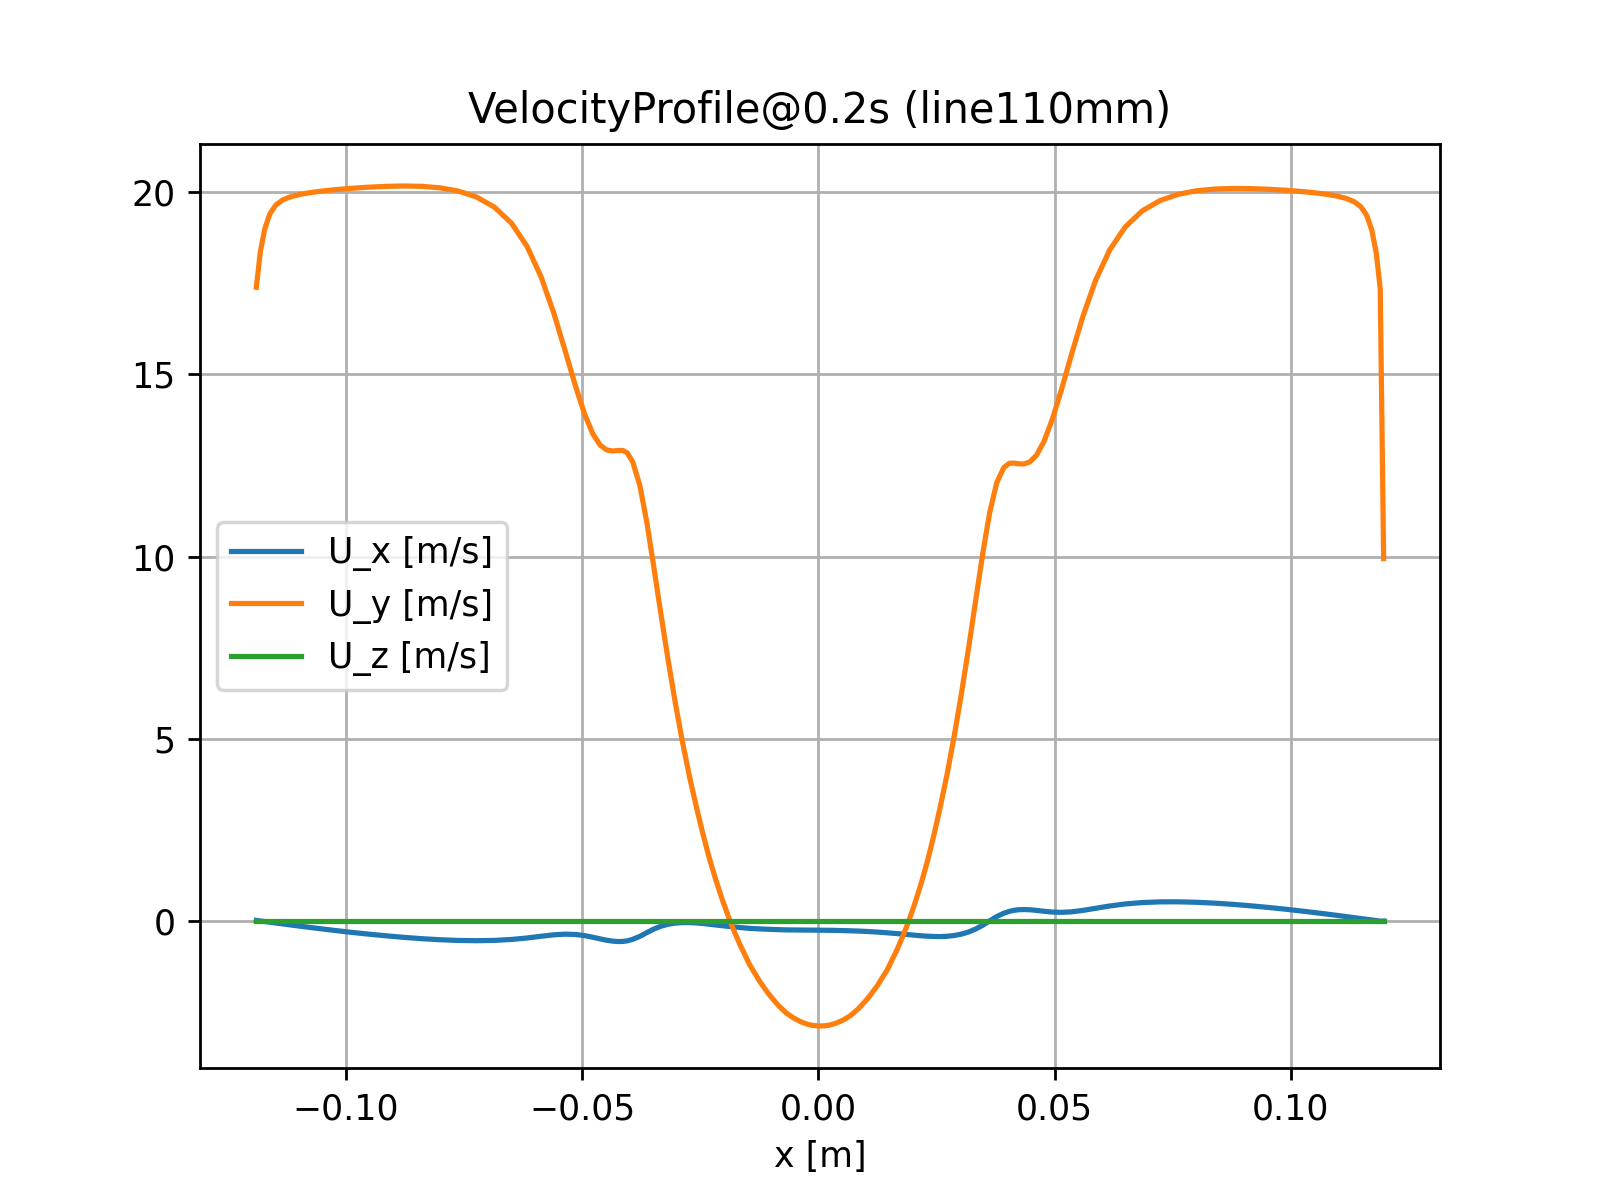 VelocityProfile@0.2s (line110mm)
20
15
10
5
0
U_x [m/s]
U_y [m/s]
U_z [m/s]
−0.10 −0.05 0.00 0.05 0.10
x [m]